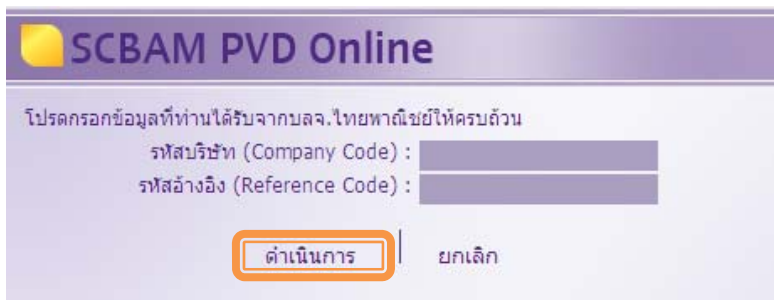 SCBAM PVD Online
โปรดกรอกข้อมูลที่ท่านได้รับจากบลจ.ไทยพาณิชย์ให้ครบถ้วน
รหัสบริษัท (Company Code) :
รหัสอ้างอิง (Reference Code) :
ดำเนินการ | ยกเลิก